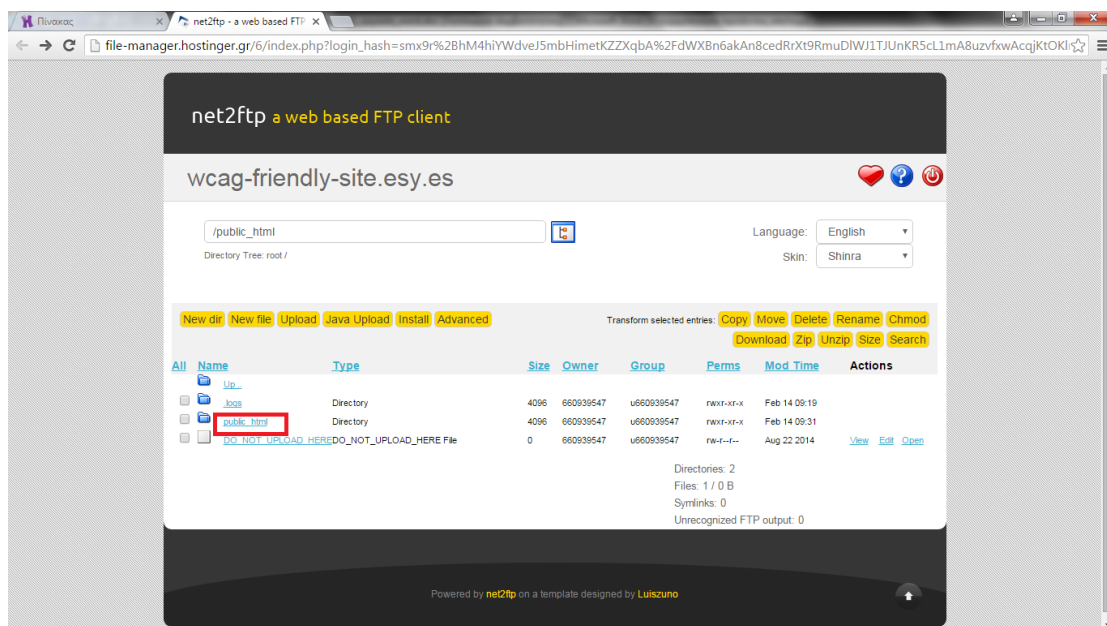 Πίνακας
net2ftp - a web based FTP
file-manager.hostinger.gr/6/index.php?login_hash=smx9r%2BhM4hiYWdveJ5mbHimetKZZXqbA%2FdWXBn6akAn8cedRrXt9RmuDlWJ1TJUnKR5cL1mA8uzvfxwAcqjKtOKl
net2ftp a web based FTP client
wcag-friendly-site.esy.es
/public_html
Language: English
Directory Tree: root /
Skin: Shinra
New dir New file Upload Java Upload Install Advanced
Transform selected entries: Copy Move Delete Rename Chmod
Download Zip Unzip Size Search
All Name Type Size Owner Group Perms Mod Time Actions
Up ..
.logs Directory 4096 660939547 u660939547 rwxr-xr-x Feb 14 09:19
public_html Directory 4096 660939547 u660939547 rwxr-xr-x Feb 14 09:31
DO_NOT_UPLOAD_HERE DO_NOT_UPLOAD_HERE File 0 660939547 u660939547 rw-r--r-- Aug 22 2014 View Edit Open
Directories: 2
Files: 1 / 0 B
Symlinks: 0
Unrecognized FTP output: 0
Powered by net2ftp on a template designed by Luiszuno